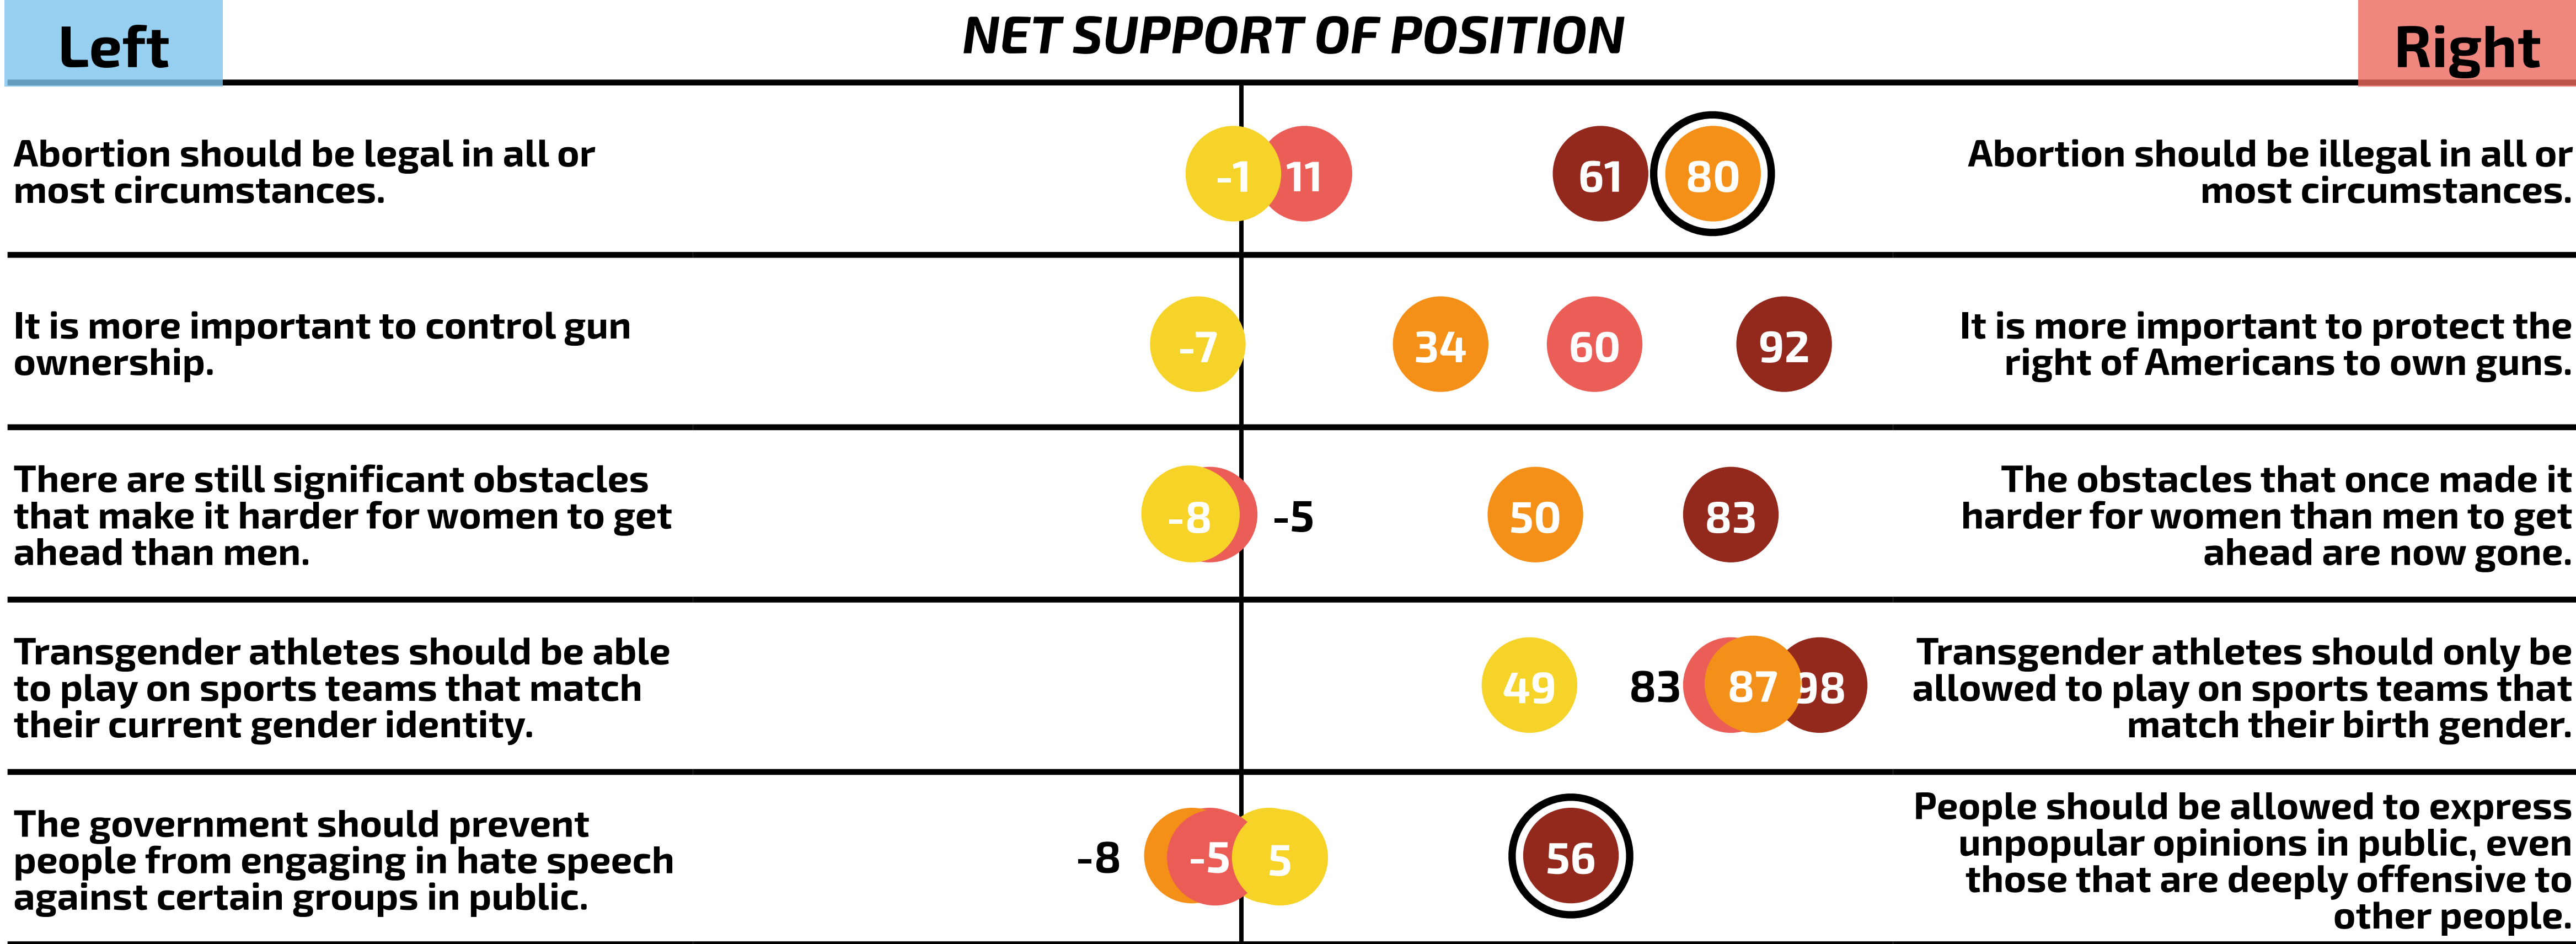 Left
NET SUPPORT OF POSITION
Right
Abortion should be legal in all or
most circumstances.
-1
11
61
80
Abortion should be illegal in all or
most circumstances.
It is more important to control gun
ownership.
-7
34
60
92
It is more important to protect the
right of Americans to own guns.
There are still significant obstacles
that make it harder for women to get
ahead than men.
-8
-5
50
83
The obstacles that once made it
harder for women than men to get
ahead are now gone.
Transgender athletes should be able
to play on sports teams that match
their current gender identity.
49
83
87
98
Transgender athletes should only be
allowed to play on sports teams that
match their birth gender.
The government should prevent
people from engaging in hate speech
against certain groups in public.
-8
-5
5
56
People should be allowed to express
unpopular opinions in public, even
those that are deeply offensive to
other people.